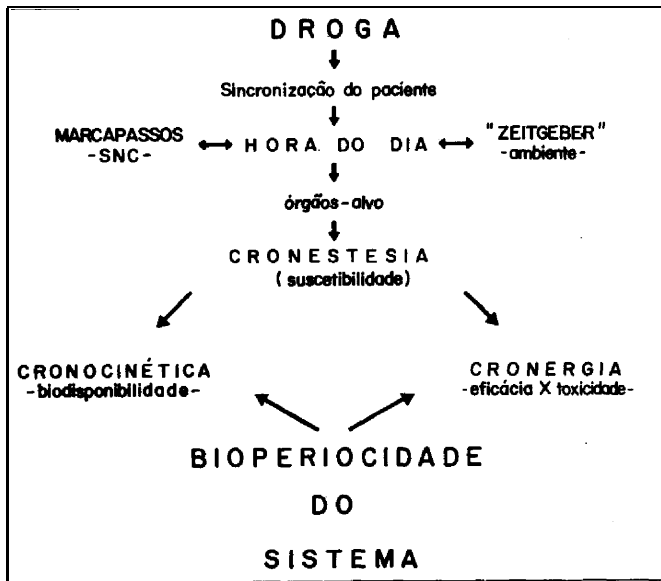 DROGA
Sincronização do paciente
MARCAPASSOS
-SNC-
HORA DO DIA
"ZEITGEBER"
-ambiente-
órgãos-alvo
CRONESTESIA
(suscetibilidade)
CRONOCINÉTICA
-biodisponibilidade-
CRONERGIA
-eficácia X toxicidade-
BIOPERIOCIDADE
DO
SISTEMA